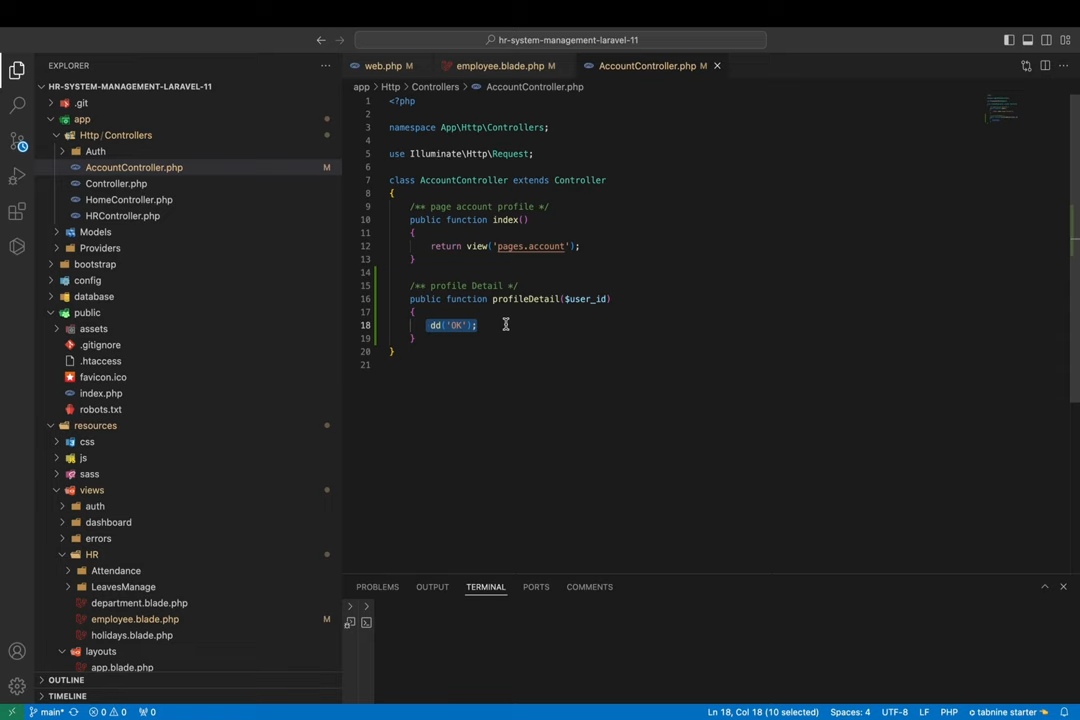 hr-system-management-laravel-11
EXPLORER
HR-SYSTEM-MANAGEMENT-LARAVEL-11
.git
app
Http / Controllers
Auth
AccountController.php M
Controller.php
HomeController.php
HRController.php
Models
Providers
bootstrap
config
database
public
assets
.gitignore
.htaccess
favicon.ico
index.php
robots.txt
resources
css
js
sass
views
auth
dashboard
errors
HR
Attendance
LeavesManage
department.blade.php
employee.blade.php M
holidays.blade.php
layouts
app.blade.php
OUTLINE
TIMELINE
web.php M employee.blade.php M AccountController.php M
app > Http > Controllers > AccountController.php
1 <?php
2
3 namespace App\Http\Controllers;
4
5 use Illuminate\Http\Request;
6
7 class AccountController extends Controller
8 {
9 /** page account profile */
10 public function index()
11 {
12 return view('pages.account');
13 }
14
15 /** profile Detail */
16 public function profileDetail($user_id)
17 {
18 dd('OK');
19 }
20 }
21
PROBLEMS OUTPUT TERMINAL PORTS COMMENTS
main* 0 0 0 Ln 18, Col 18 (10 selected) Spaces: 4 UTF-8 LF PHP tabnine starter